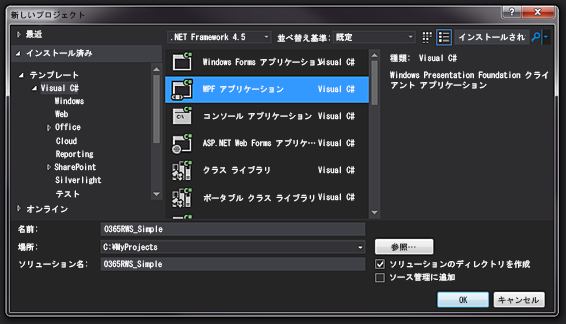 新しいプロジェクト
最近
.NET Framework 4.5
並べ替え基準: 既定
インストールされ
インストール済み
テンプレート
Visual C#
Windows
Web
Office
Cloud
Reporting
SharePoint
Silverlight
テスト
オンライン
Windows Forms アプリケーション Visual C#
WPF アプリケーション Visual C#
コンソール アプリケーション Visual C#
ASP.NET Web Forms アプリケ… Visual C#
クラス ライブラリ Visual C#
ポータブル クラス ライブラリ Visual C#
種類: Visual C#
Windows Presentation Foundation クライ
アント アプリケーション
名前: O365RWS_Simple
場所: C:¥MyProjects
参照…
ソリューション名: O365RWS_Simple
ソリューションのディレクトリを作成
ソース管理に追加
OK
キャンセル